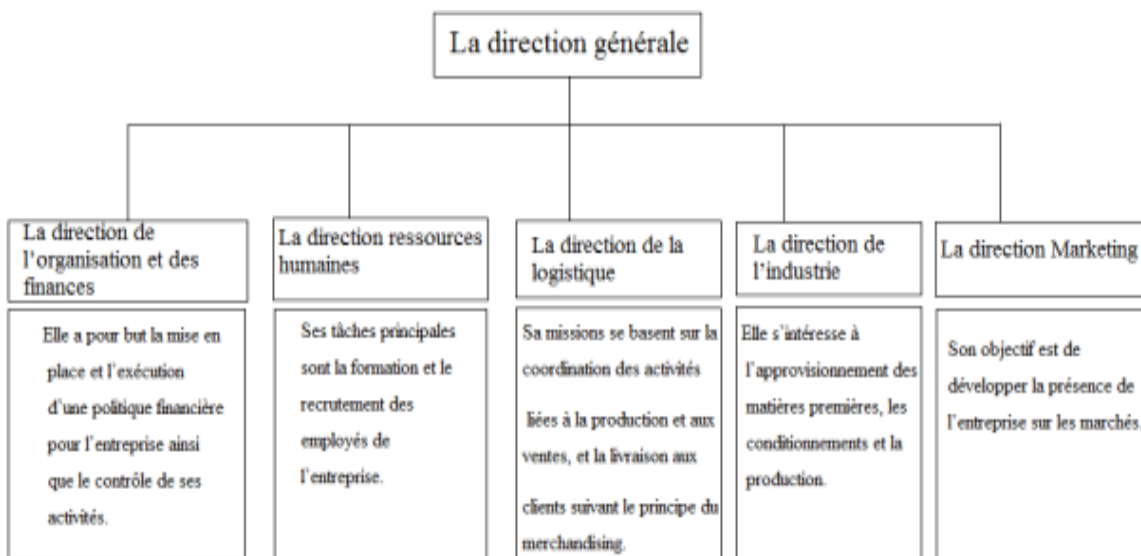 La direction générale
La direction de
l'organisation et des
finances
Elle a pour but la mise en
place et l'exécution
d'une politique financière
pour l'entreprise ainsi
que le contrôle de ses
activités.
La direction ressources
humaines
Ses tâches principales
sont la formation et le
recrutement des
employés de
l'entreprise.
La direction de la
logistique
Sa missions se basent sur la
coordination des activités
liées à la production et aux
ventes, et la livraison aux
clients suivant le principe du
merchandising.
La direction de
l'industrie
Elle s'intéresse à
l'approvisionnement des
matières premières, les
conditionnements et la
production.
La direction Marketing
Son objectif est de
développer la présence de
l'entreprise sur les marchés.